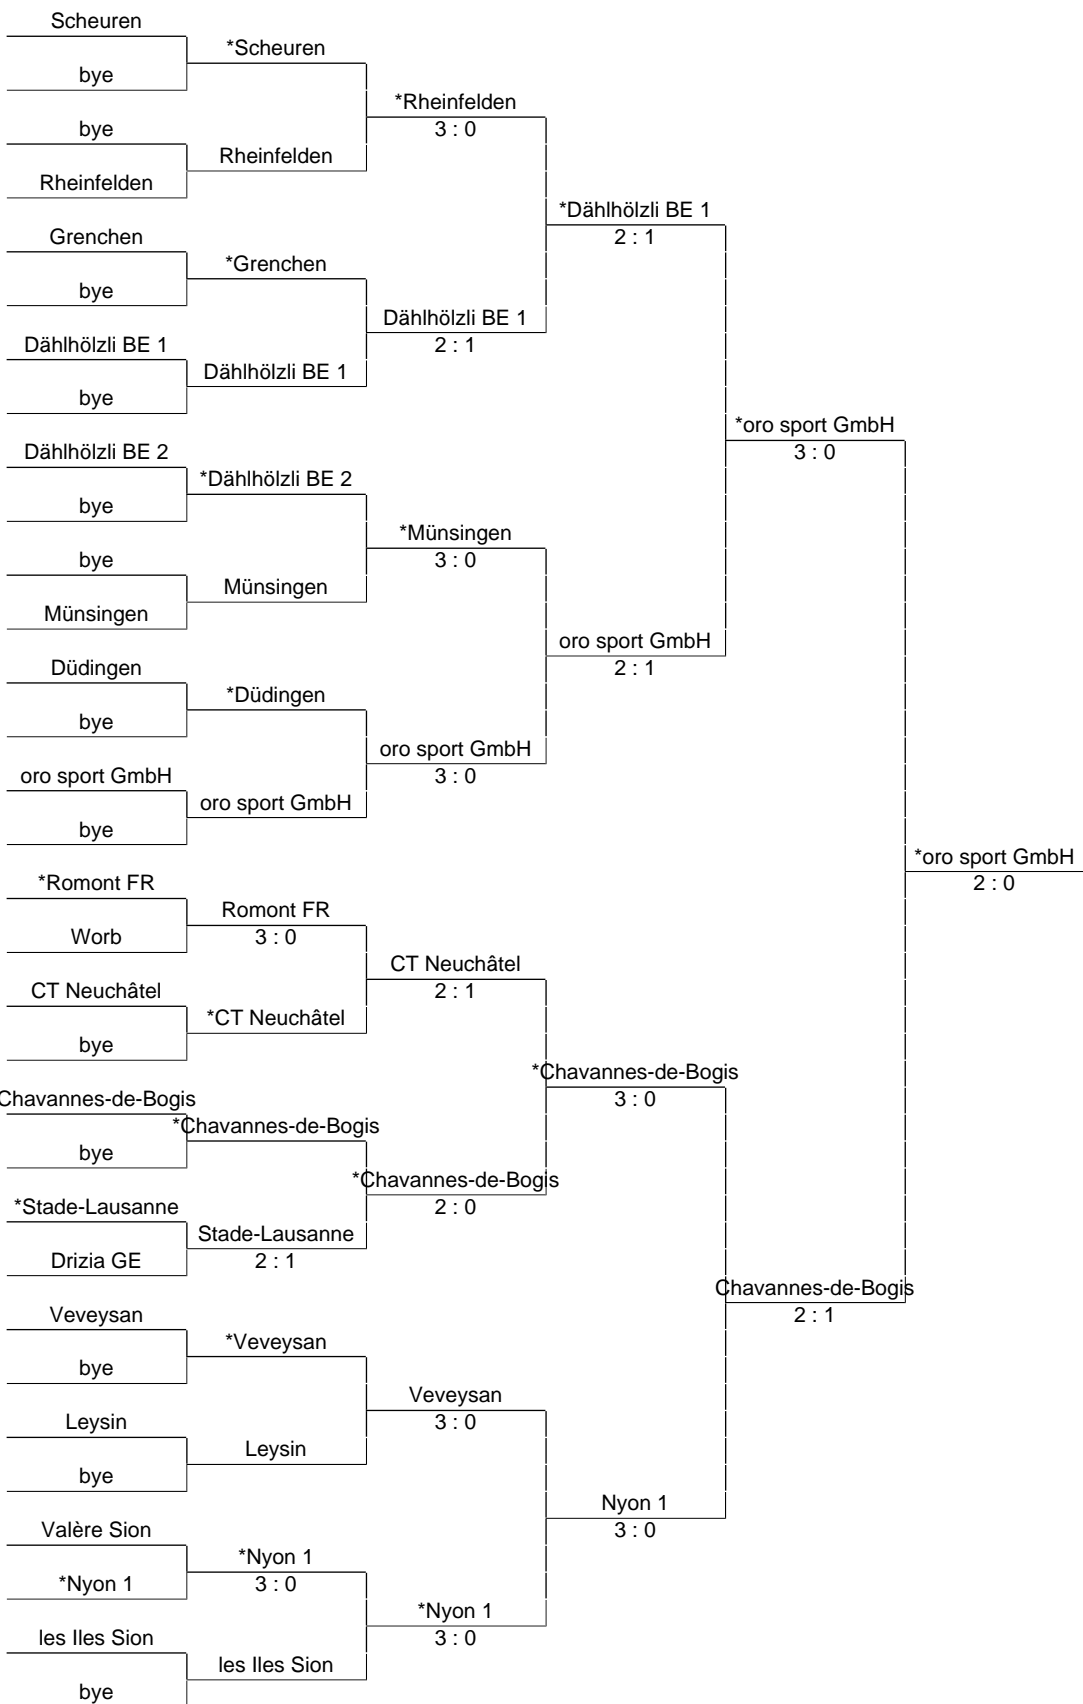 Scheuren
bye
bye
Rheinfelden
Grenchen
bye
Dählhölzli BE 1
bye
Dählhölzli BE 2
bye
bye
Münsingen
Düdingen
bye
oro sport GmbH
bye
*Romont FR
Worb
CT Neuchâtel
bye
Chavannes-de-Bogis
bye
*Stade-Lausanne
Drizia GE
Veveysan
bye
Leysin
bye
Valère Sion
*Nyon 1
les Iles Sion
bye
*Scheuren
Rheinfelden
*Grenchen
Dählhölzli BE 1
*Dählhölzli BE 2
Münsingen
*Düdingen
oro sport GmbH
Romont FR
3 : 0
*CT Neuchâtel
*Chavannes-de-Bogis
Stade-Lausanne
2 : 1
*Veveysan
Leysin
*Nyon 1
3 : 0
les Iles Sion
*Rheinfelden
3 : 0
Dählhölzli BE 1
2 : 1
*Münsingen
3 : 0
oro sport GmbH
3 : 0
CT Neuchâtel
2 : 1
*Chavannes-de-Bogis
2 : 0
Veveysan
3 : 0
*Nyon 1
3 : 0
*Dählhölzli BE 1
2 : 1
oro sport GmbH
2 : 1
*Chavannes-de-Bogis
3 : 0
Nyon 1
3 : 0
*oro sport GmbH
3 : 0
Chavannes-de-Bogis
2 : 1
*oro sport GmbH
2 : 0